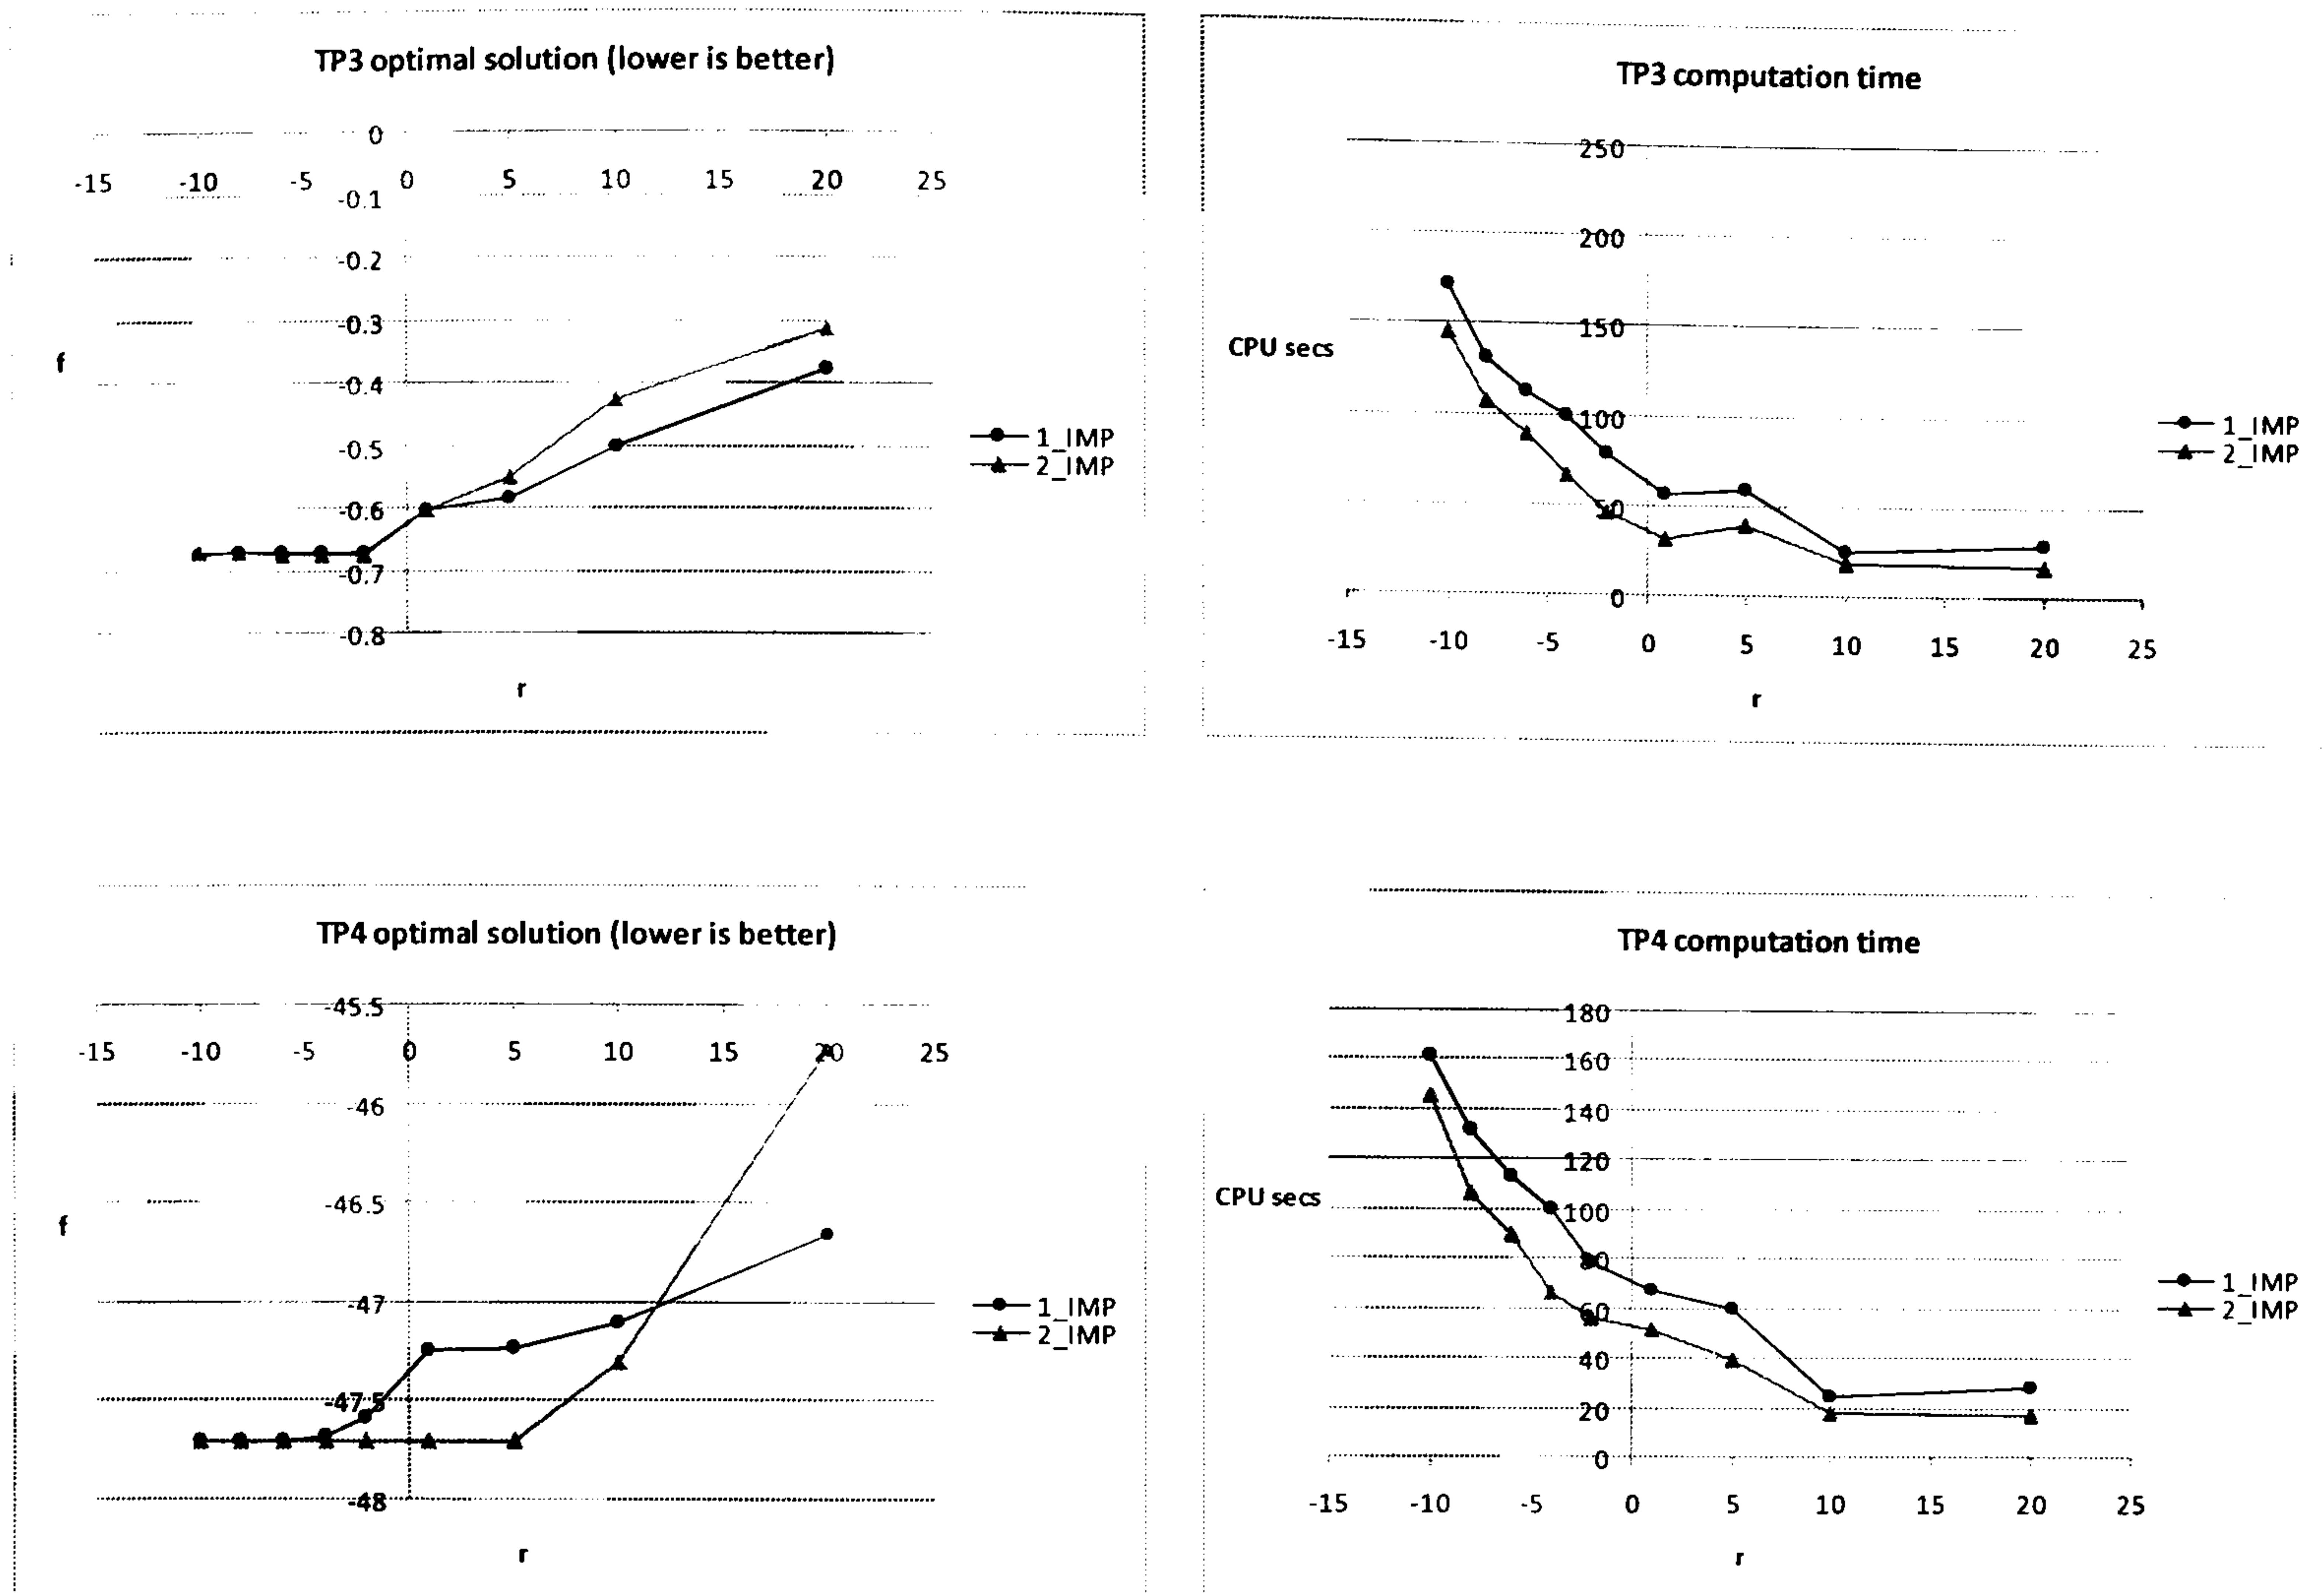 TP3 optimal solution (lower is better)
0
-15 -10 -5 0 5 10 15 20 25
-0.1
-0.2
-0.3
f
-0.4
-0.5
-0.6
-0.7
-0.8
r
1_IMP
2_IMP
TP3 computation time
250
200
150
CPU secs
100
50
0
-15 -10 -5 0 5 10 15 20 25
r
1_IMP
2_IMP
TP4 optimal solution (lower is better)
-45.5
-15 -10 -5 0 5 10 15 20 25
-46
-46.5
f
-47
-47.5
-48
r
1_IMP
2_IMP
TP4 computation time
180
160
140
120
CPU secs
100
80
60
40
20
0
-15 -10 -5 0 5 10 15 20 25
r
1_IMP
2_IMP